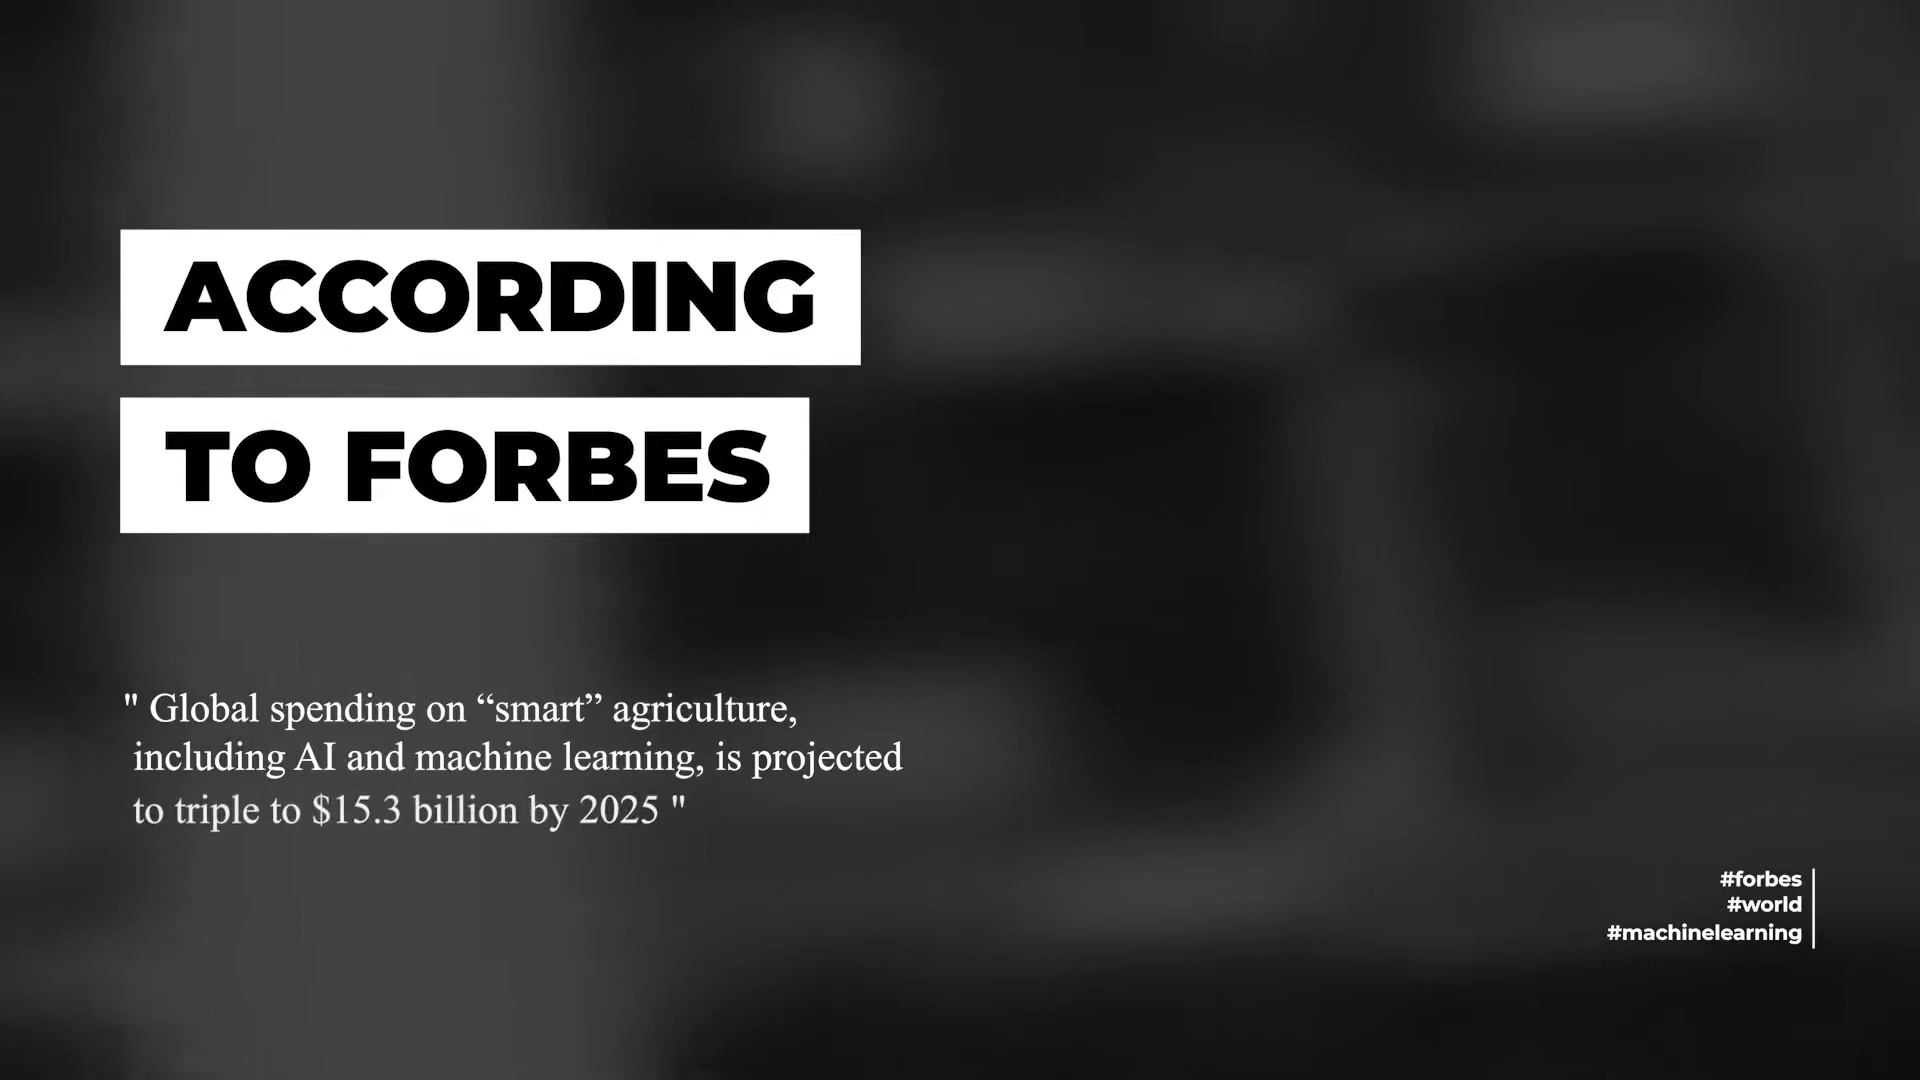 ACCORDING
TO FORBES
" Global spending on “smart” agriculture,
including AI and machine learning, is projected
to triple to $15.3 billion by 2025 "
#forbes
#world
#machinelearning